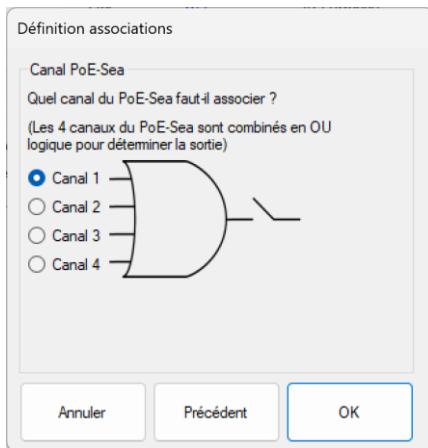 Définition associations
Canal PoE-Sea
Quel canal du PoE-Sea faut-il associer ?
(Les 4 canaux du PoE-Sea sont combinés en OU
logique pour déterminer la sortie)
Canal 1
Canal 2
Canal 3
Canal 4
Annuler
Précédent
OK